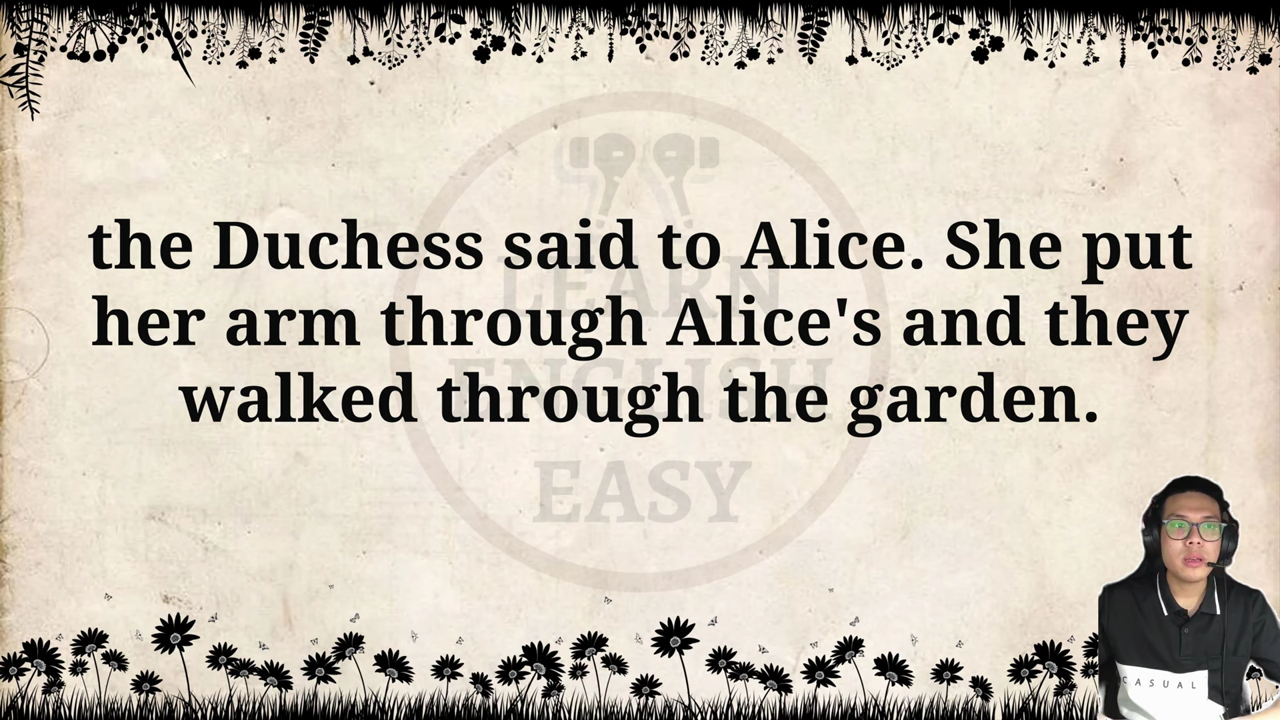 the Duchess said to Alice. She put
her arm through Alice's and they
walked through the garden.
LEARN
ENGLISH
EASY
CASUAL